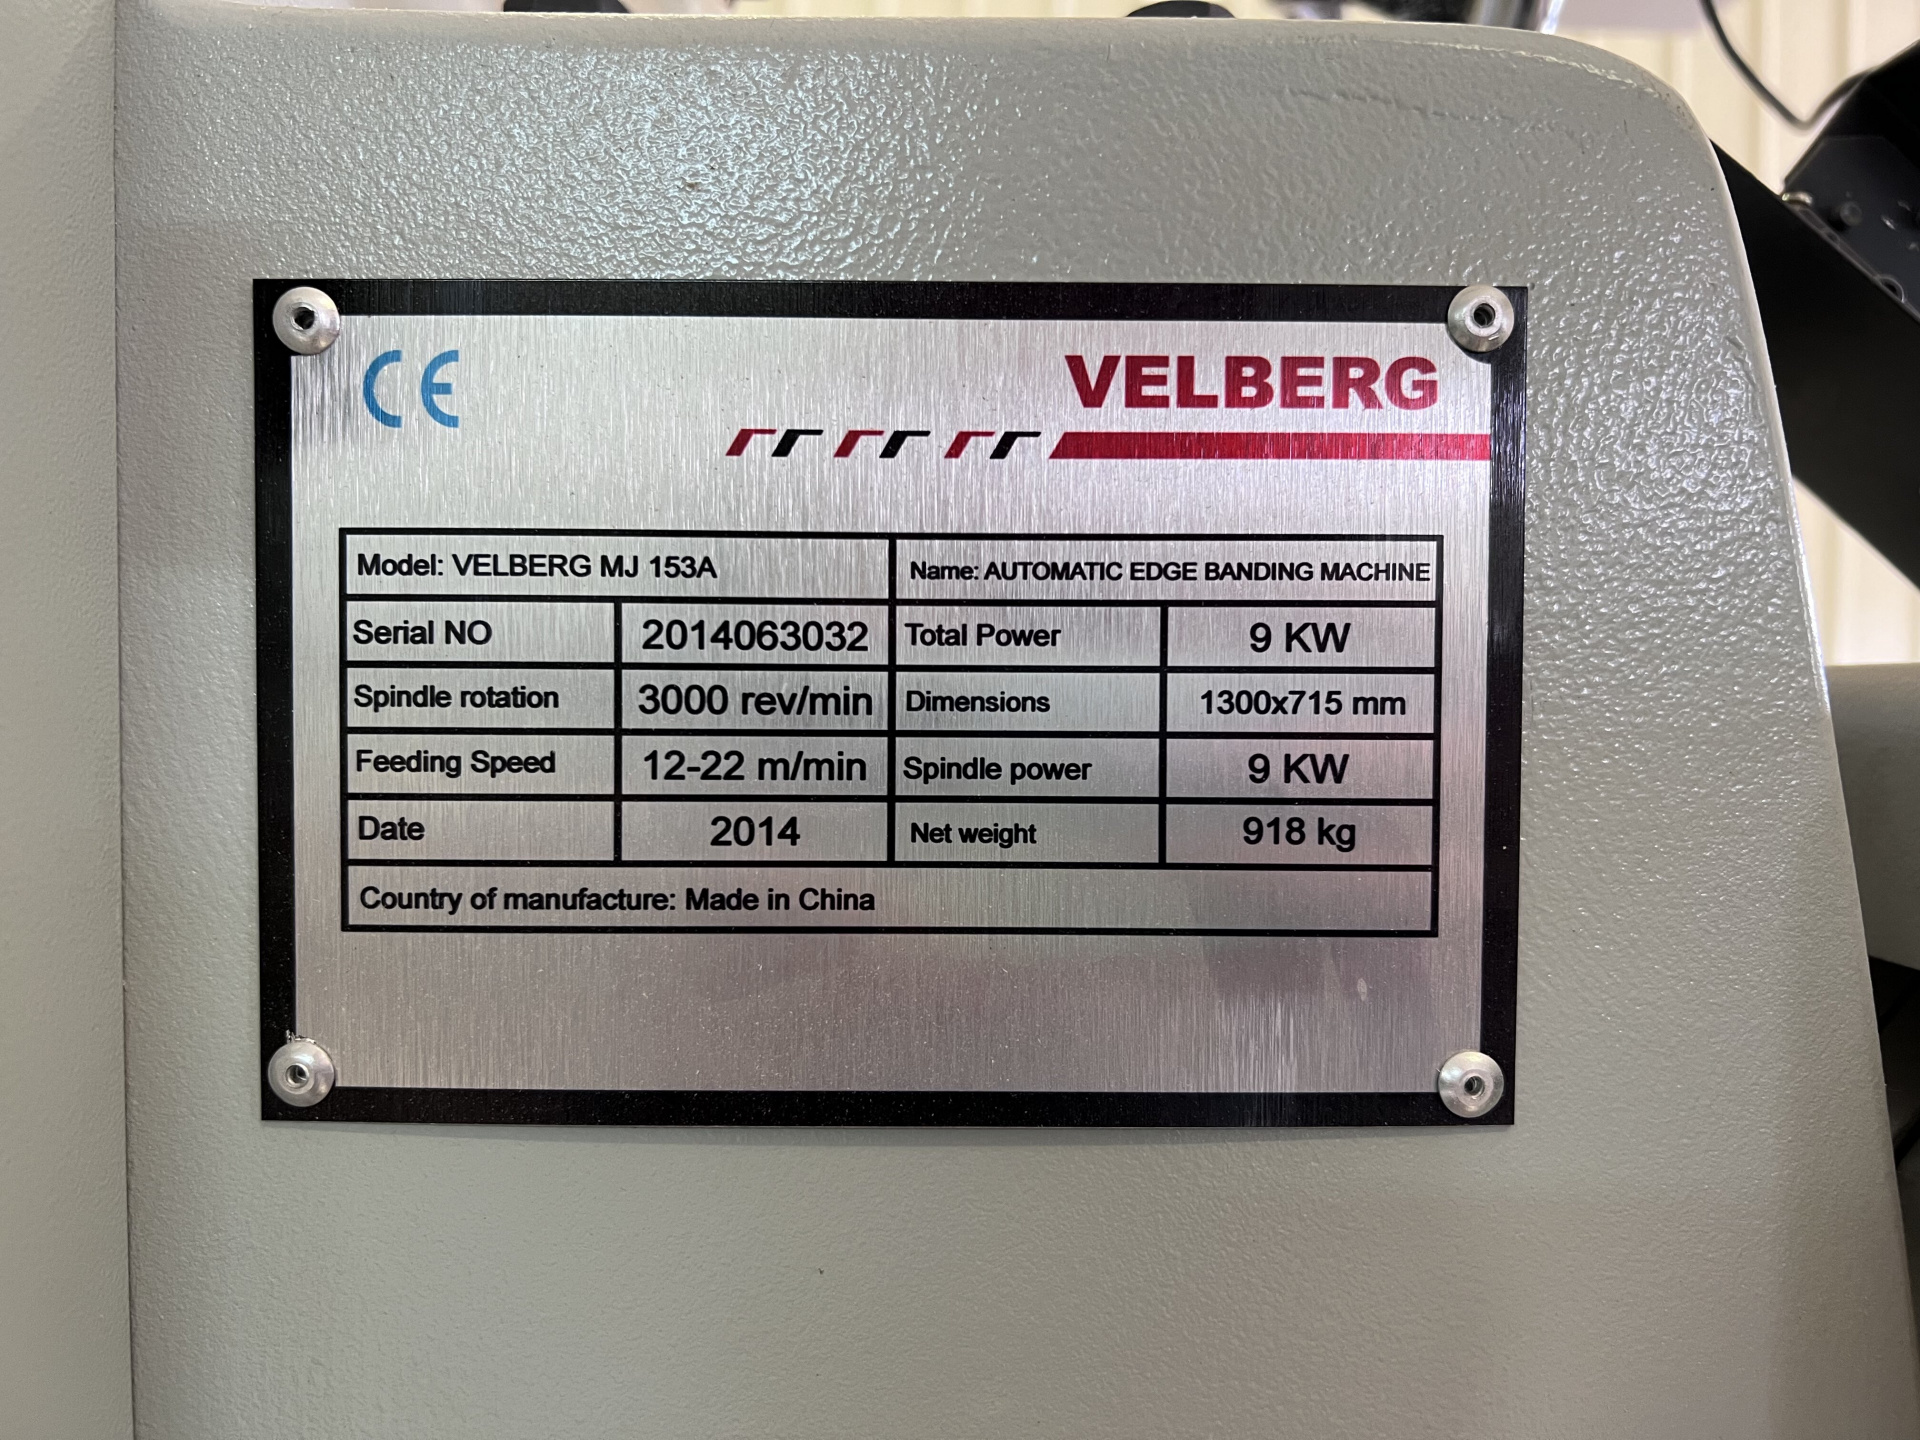 CE
VELBERG
Model: VELBERG MJ 153A
Name: AUTOMATIC EDGE BANDING MACHINE
Serial NO 2014063032 Total Power 9 KW
Spindle rotation 3000 rev/min Dimensions 1300x715 mm
Feeding Speed 12-22 m/min Spindle power 9 KW
Date 2014 Net weight 918 kg
Country of manufacture: Made in China